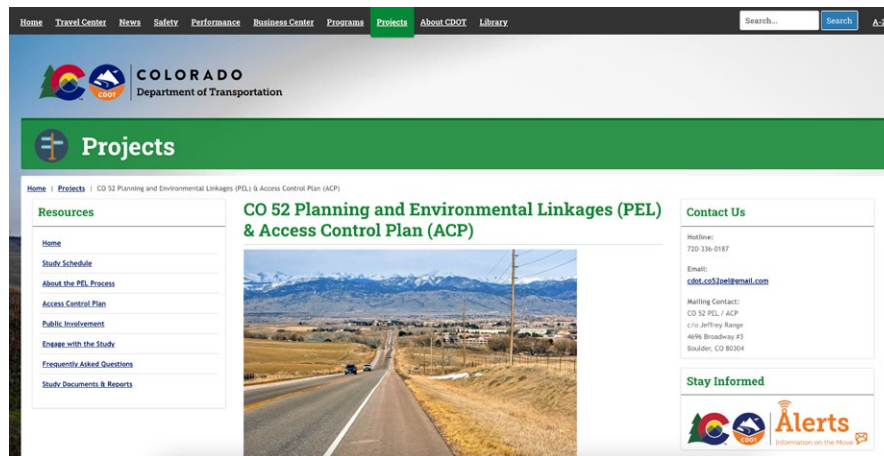 Home Travel Center News Safety Performance Business Center Programs Projects About CDOT Library Search... Search
COLORADO
CDOT Department of Transportation
Projects
Home | Projects | CO 52 Planning and Environmental Linkages (PEL) & Access Control Plan (ACP)
Resources
Home
Study Schedule
About the PEL Process
Access Control Plan
Public Involvement
Engage with the Study
Frequently Asked Questions
Study Documents & Reports
CO 52 Planning and Environmental Linkages (PEL)
& Access Control Plan (ACP)
Contact Us
Hotline:
720-336-0187
Email:
cdot.co52pel@gmail.com
Mailing Contact:
CO 52 PEL / ACP
c/o Jeffrey Range
4696 Broadway #3
Boulder, CO 80304
Stay Informed
CDOT Alerts
Information on the Move